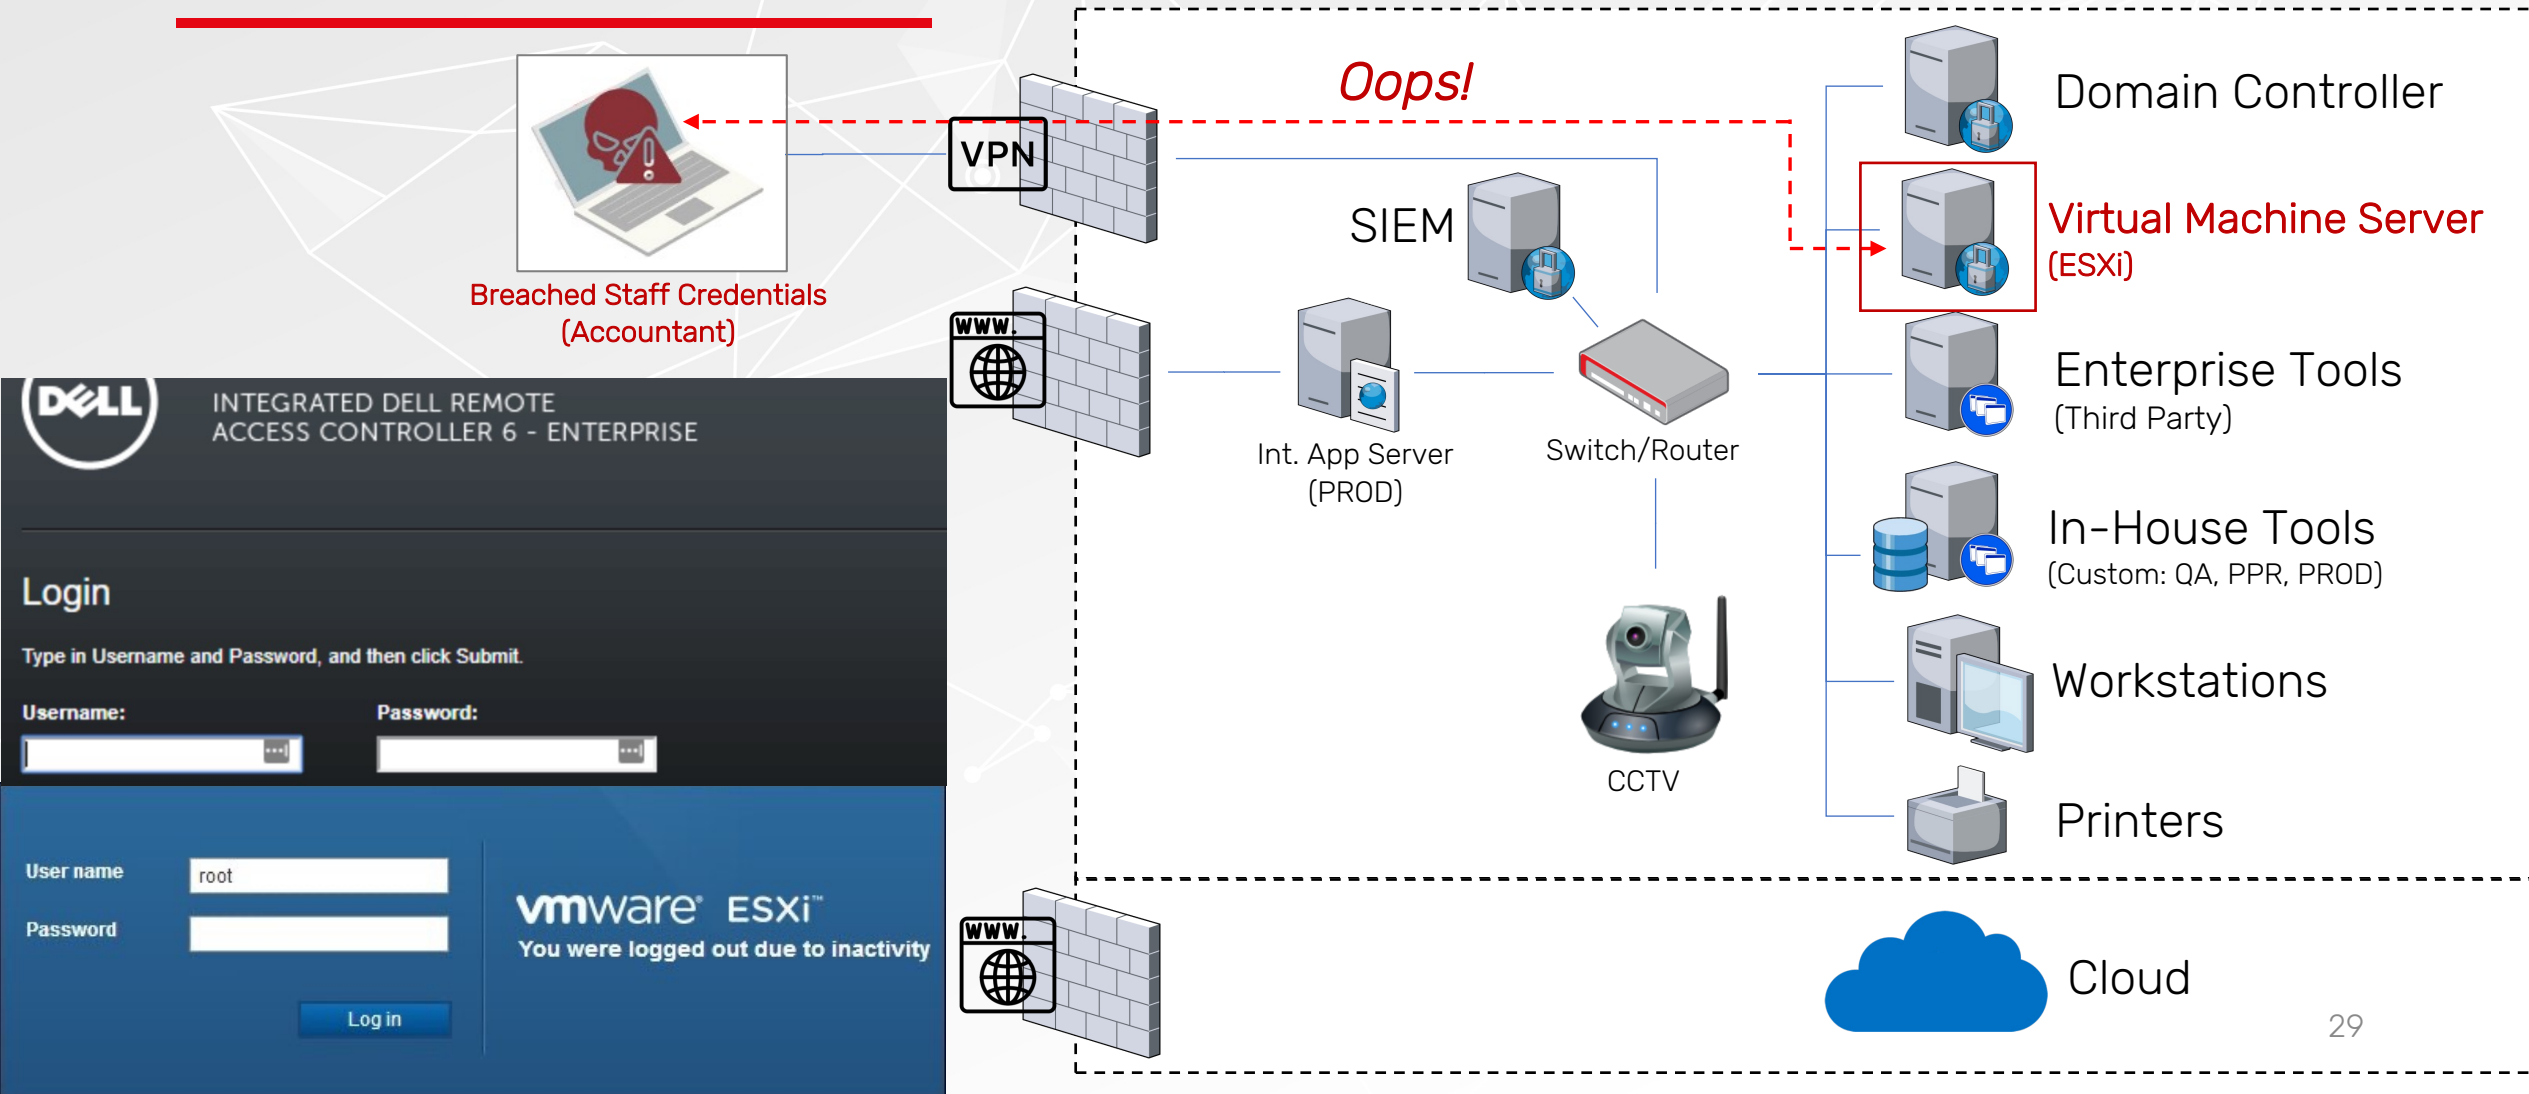 Oops!
VPN
Domain Controller
SIEM
Virtual Machine Server
(ESXi)
Breached Staff Credentials
(Accountant)
WWW.
Enterprise Tools
(Third Party)
DELL
INTEGRATED DELL REMOTE
ACCESS CONTROLLER 6 - ENTERPRISE
Int. App Server
(PROD)
Switch/Router
In-House Tools
(Custom: QA, PPR, PROD)
Login
Type in Username and Password, and then click Submit.
Username:
Password:
Workstations
CCTV
Printers
User name
root
Password
vmware® ESXi™
You were logged out due to inactivity
Log in
WWW.
Cloud
29